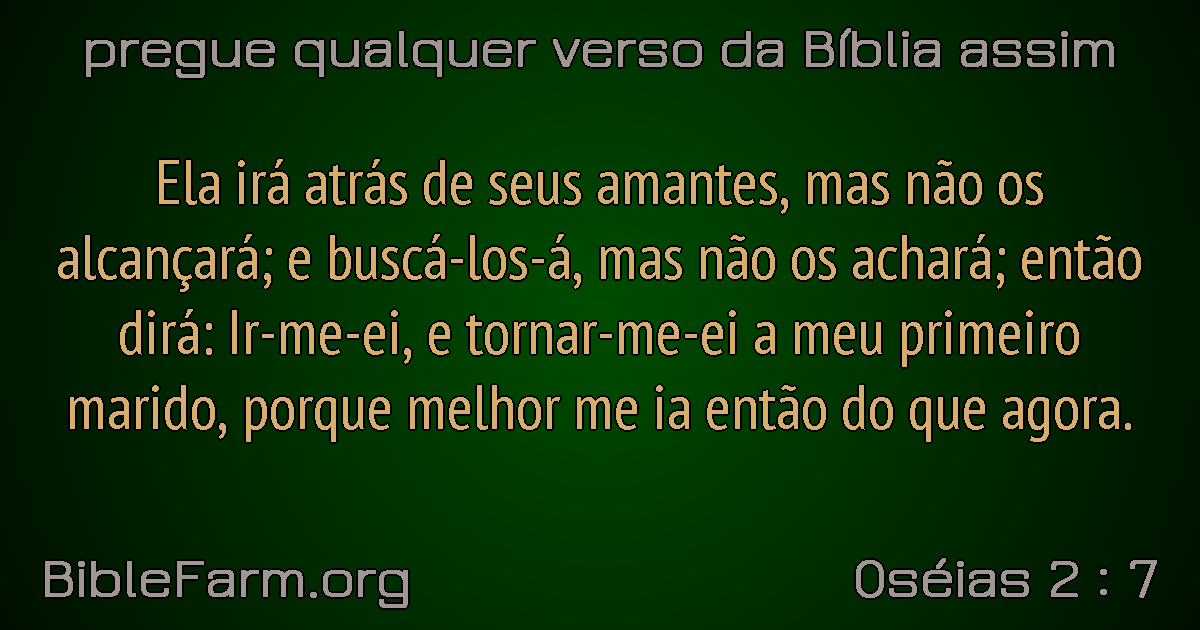 pregue qualquer verso da Bíblia assim
Ela irá atrás de seus amantes, mas não os
alcançará; e buscá-los-á, mas não os achará; então
dirá: Ir-me-ei, e tornar-me-ei a meu primeiro
marido, porque melhor me ia então do que agora.
BibleFarm.org
Oséias 2 : 7